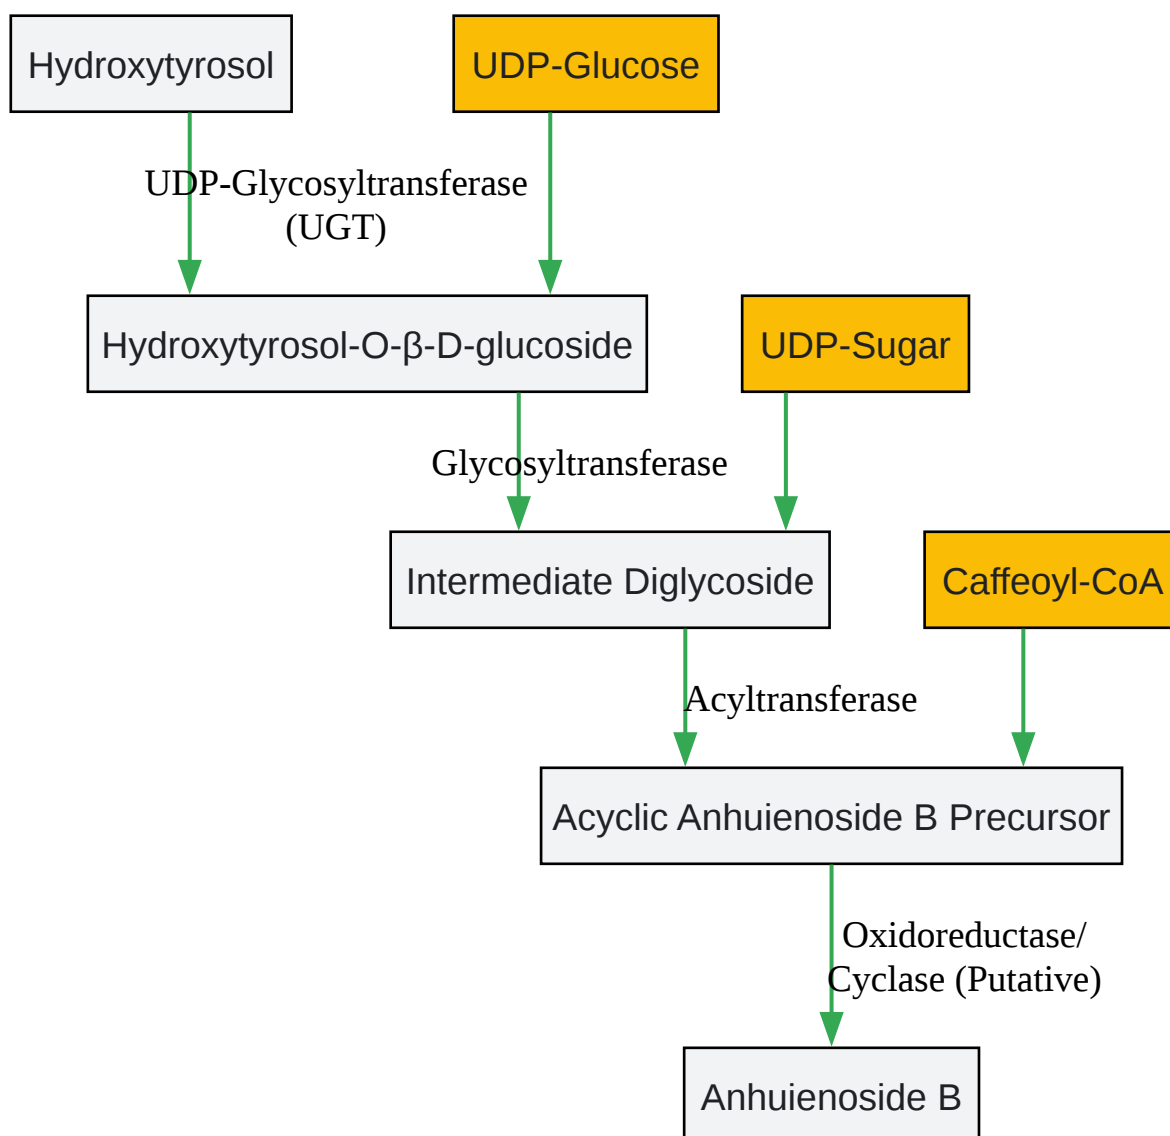 Hydroxytyrosol
UDP-Glucose
UDP-Glycosyltransferase
(UGT)
Hydroxytyrosol-O-β-D-glucoside
UDP-Sugar
Glycosyltransferase
Intermediate Diglycoside
Caffeoyl-CoA
Acyltransferase
Acyclic Anhuienoside B Precursor
Oxidoreductase/
Cyclase (Putative)
Anhuienoside B